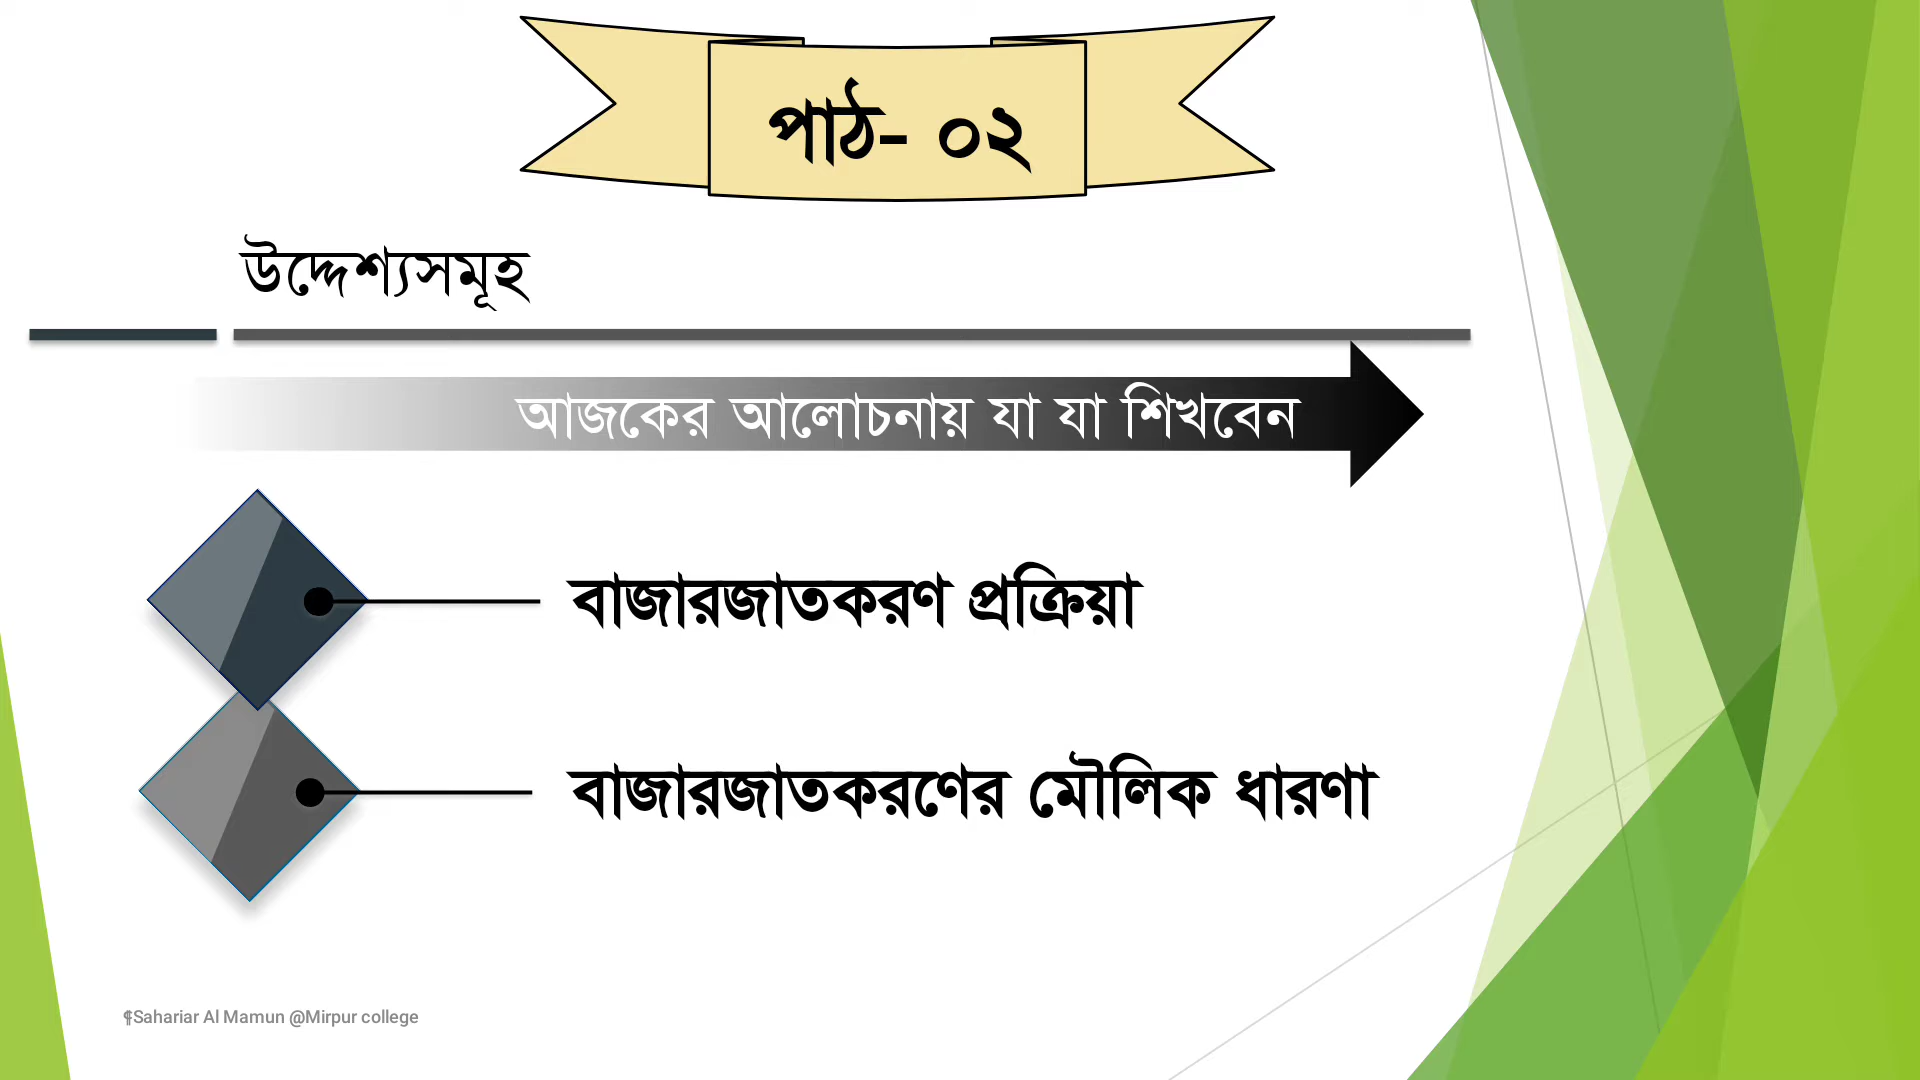 পাঠ- ০২
উদ্দেশ্যসমূহ
আজকের আলোচনায় যা যা শিখবেন
বাজারজাতকরণ প্রক্রিয়া
বাজারজাতকরণের মৌলিক ধারণা
¶Sahariar Al Mamun @Mirpur college